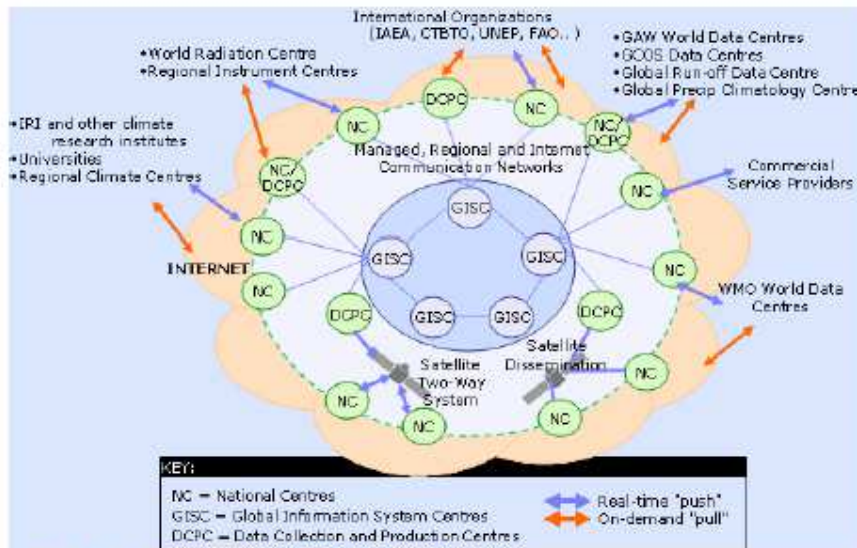 International Organizations
(IAEA, CTBTO, UNEP, FAO.. )
•GAW World Data Centres
•GCOS Data Centres
•Global Run-off Data Centre
•Global Precip Climatology Centre
•World Radiation Centre
•Regional Instrument Centres
•IRI and other climate
research institutes
•Universities
•Regional Climate Centres
DCPC
NC
NC
NC/
DCPC
Managed, Regional and Internet
Communication Networks
NC/
DCPC
Commercial
Service Providers
NC
GISC
NC
GISC
GISC
INTERNET
NC
NC
WMO World Data
Centres
DCPC
GISC
GISC
DCPC
Satellite
Two-Way
System
Satellite
Dissemination
NC
NC
NC
NC
KEY:
NC = National Centres
GISC = Global Information System Centres
DCPC = Data Collection and Production Centres
Real-time "push"
On-demand "pull"